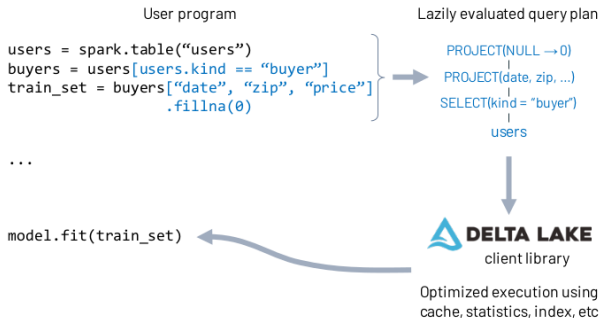 User program
users = spark.table(“users”)
buyers = users[users.kind == “buyer”]
train_set = buyers[“date”, “zip”, “price”]
.fillna(0)
...
model.fit(train_set)
Lazily evaluated query plan
PROJECT(NULL → 0)
PROJECT(date, zip, …)
SELECT(kind = “buyer”)
users
DELTA LAKE
client library
Optimized execution using
cache, statistics, index, etc